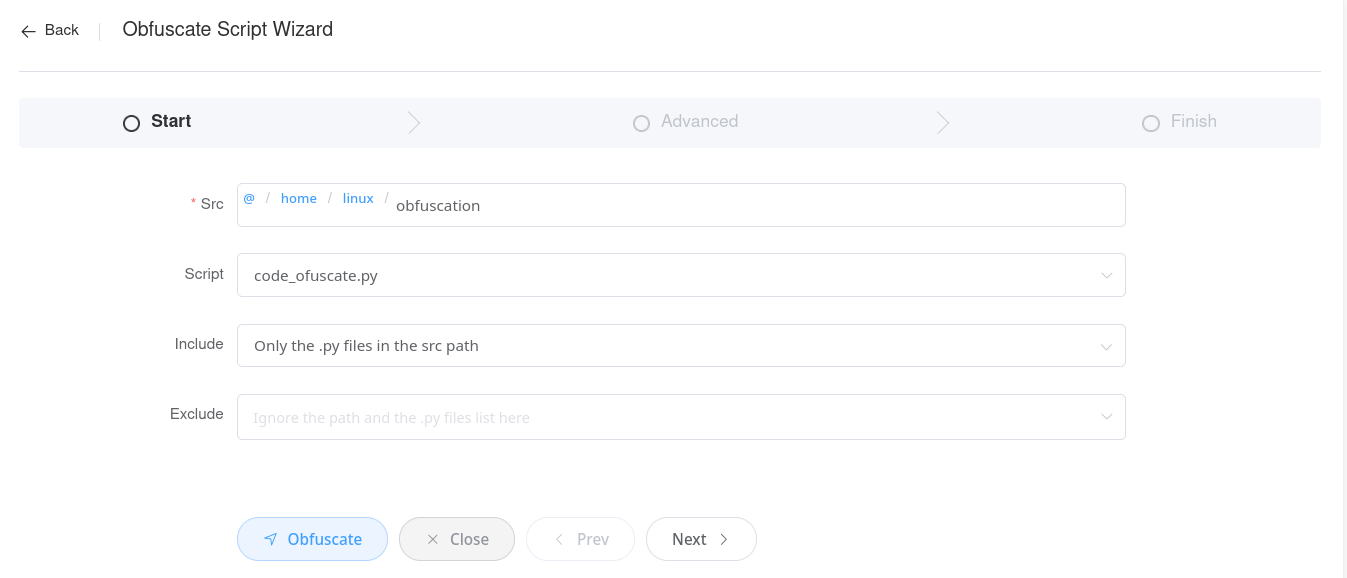 Back Obfuscate Script Wizard
Start Advanced Finish
* Src @ / home / linux / obfuscation
Script code_ofuscate.py
Include Only the .py files in the src path
Exclude Ignore the path and the .py files list here
Obfuscate Close Prev Next